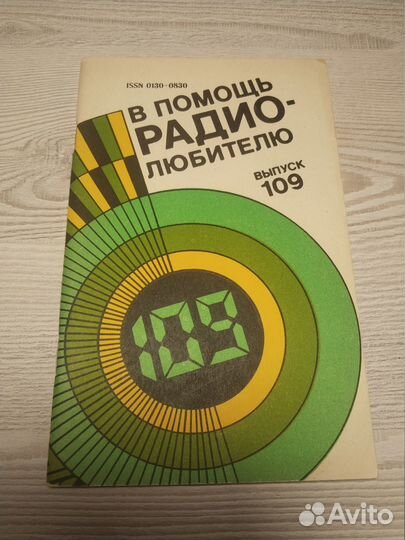 ISSN 0130-0830
В ПОМОЩЬ
РАДИО-
ЛЮБИТЕЛЮ
ВЫПУСК
109
109
Avito